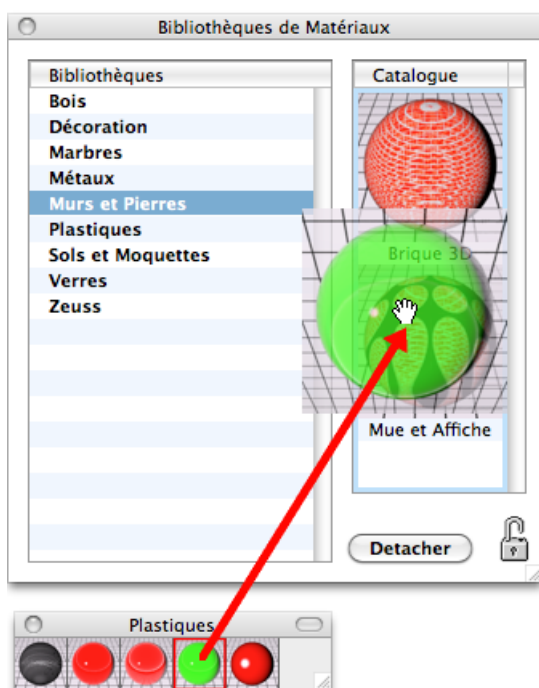 Bibliothèques de Matériaux
Bibliothèques
Bois
Décoration
Marbres
Métaux
Murs et Pierres
Plastiques
Sols et Moquettes
Verres
Zeuss
Catalogue
Brique 3D
Mue et Affiche
Detacher
Plastiques